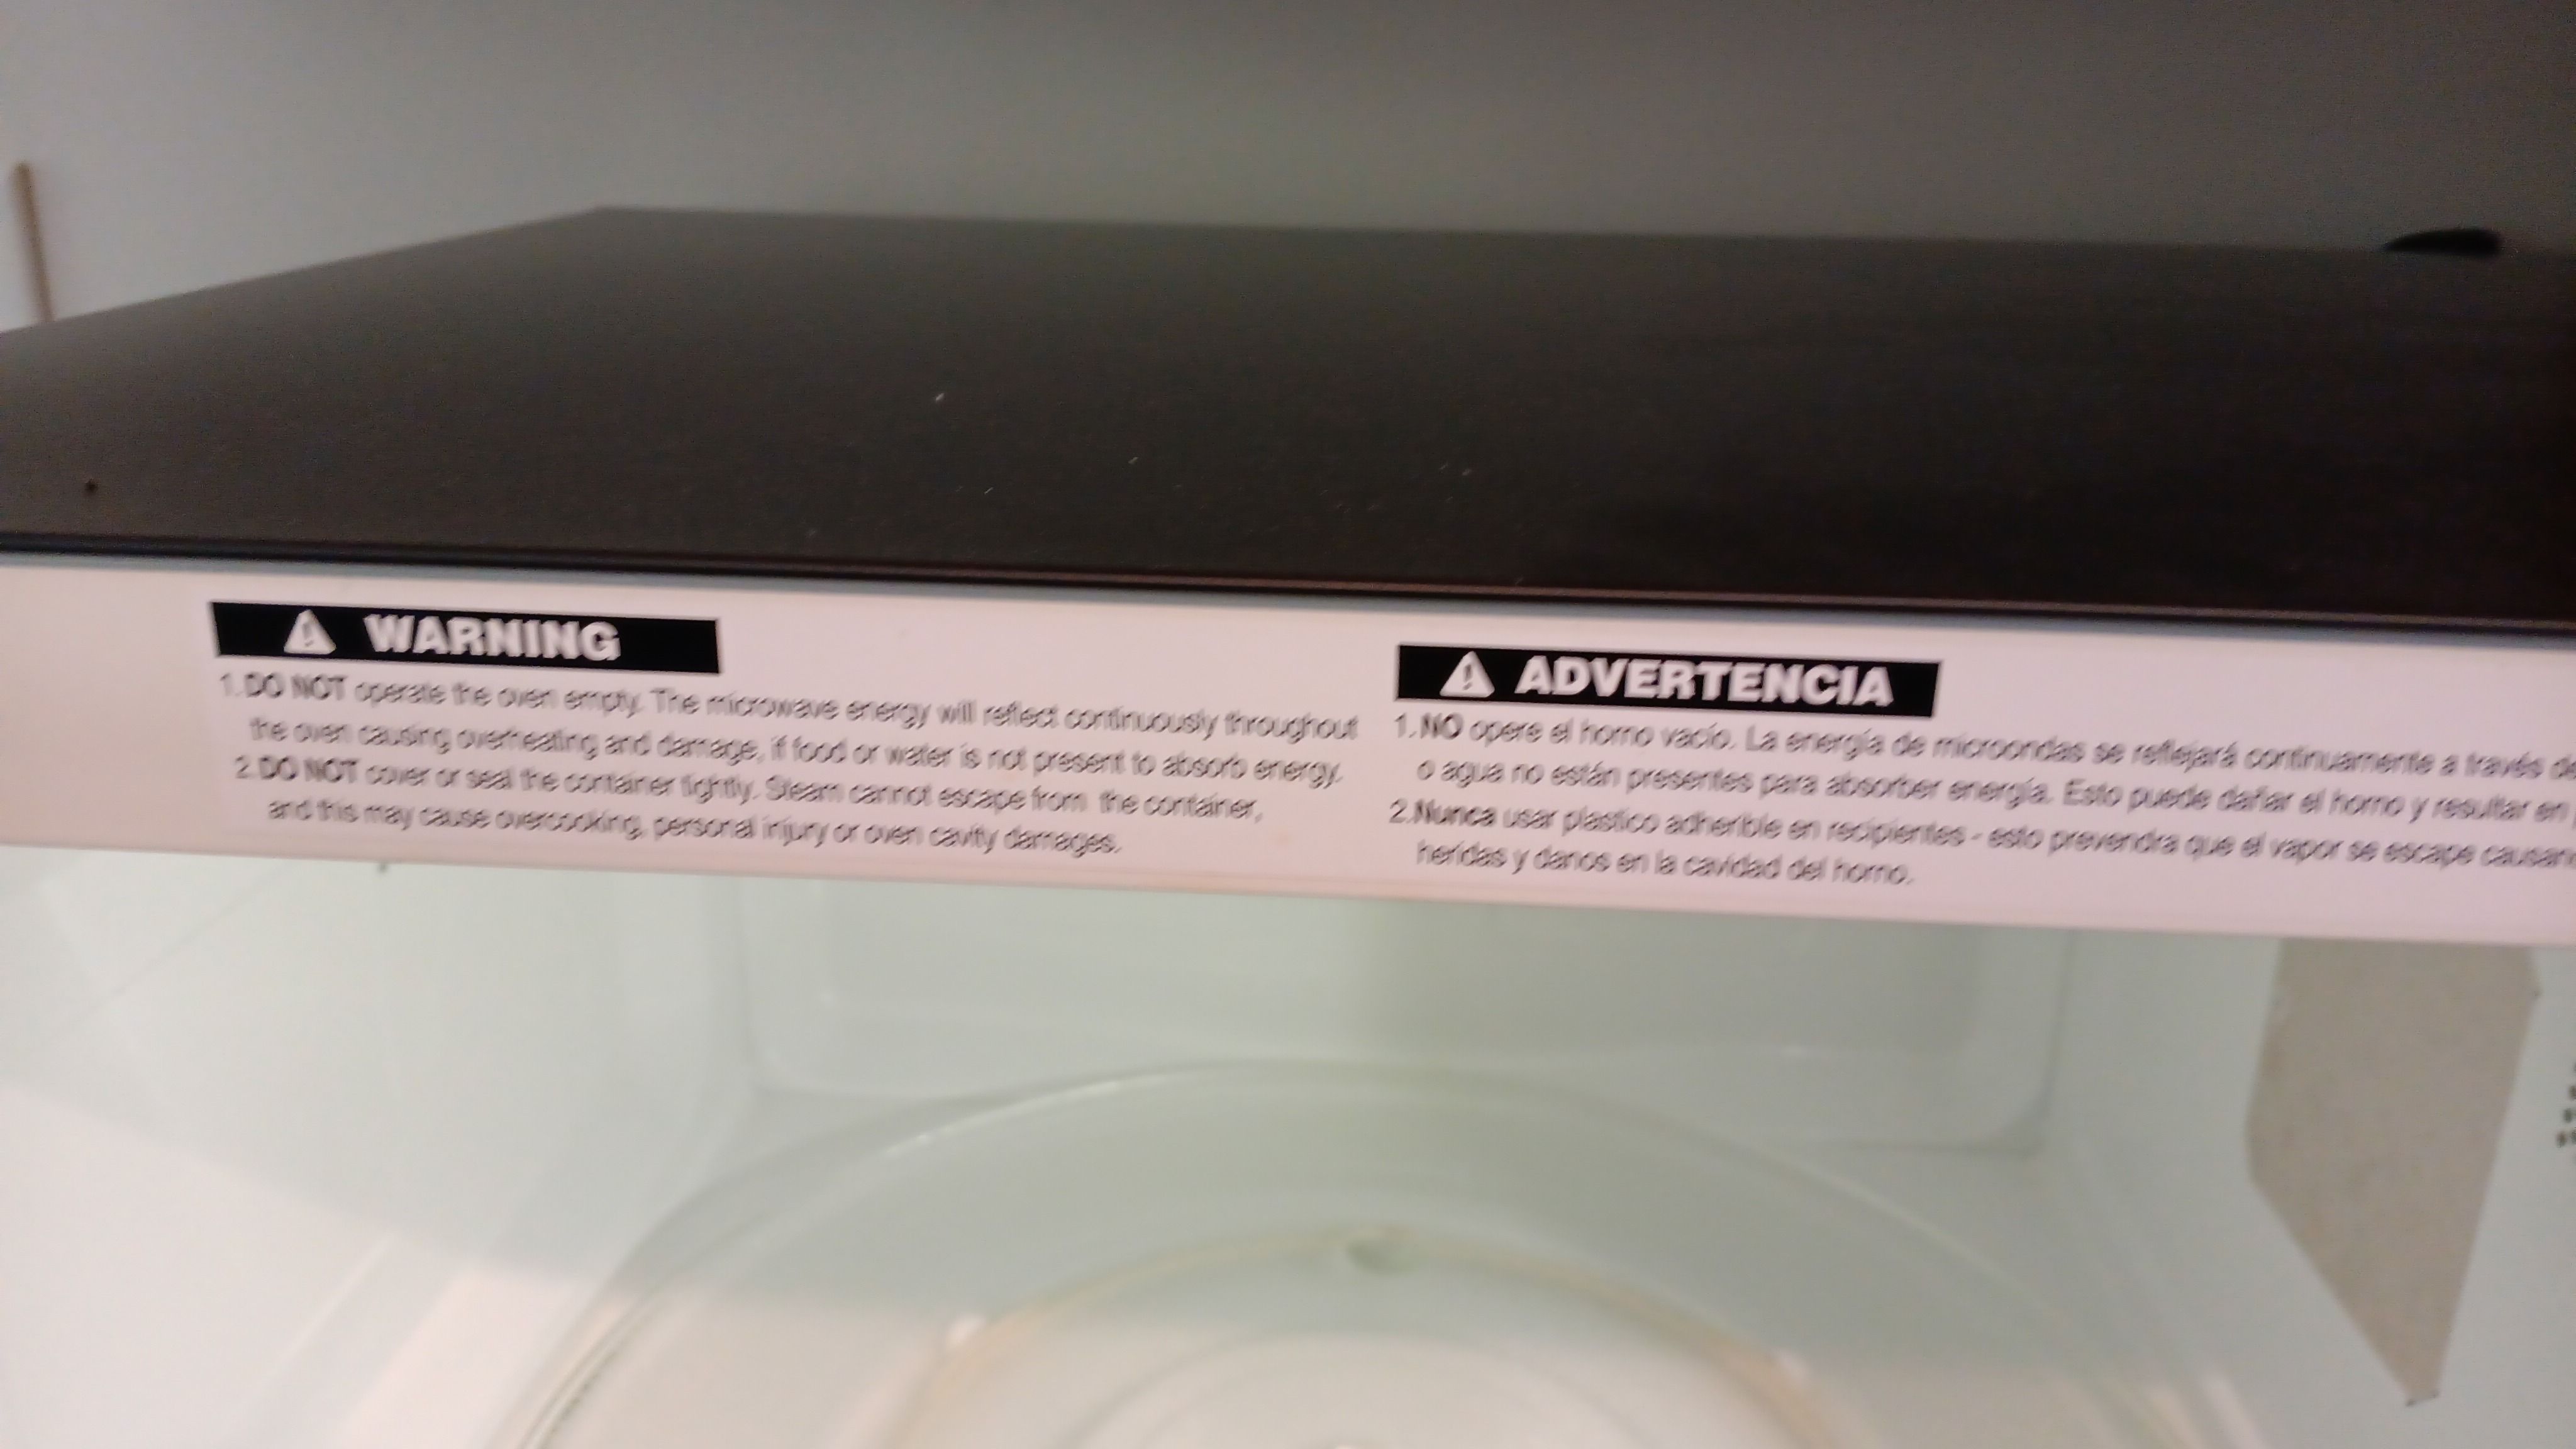 WARNING
1. DO NOT operate the oven empty. The microwave energy will reflect continuously throughout
the oven causing overheating and damage, if food or water is not present to absorb energy.
2. DO NOT cover or seal the container tightly. Steam cannot escape from the container,
and this may cause overcooking, personal injury or oven cavity damages.
ADVERTENCIA
1. NO opere el horno vacío. La energía de microondas se reflejará continuamente a través de
o agua no están presentes para absorber energía. Esto puede dañar el horno y resultar en
2. Nunca usar plastico adherible en recipientes - esto prevendra que el vapor se escape
heridas y danos en la cavidad del horno.